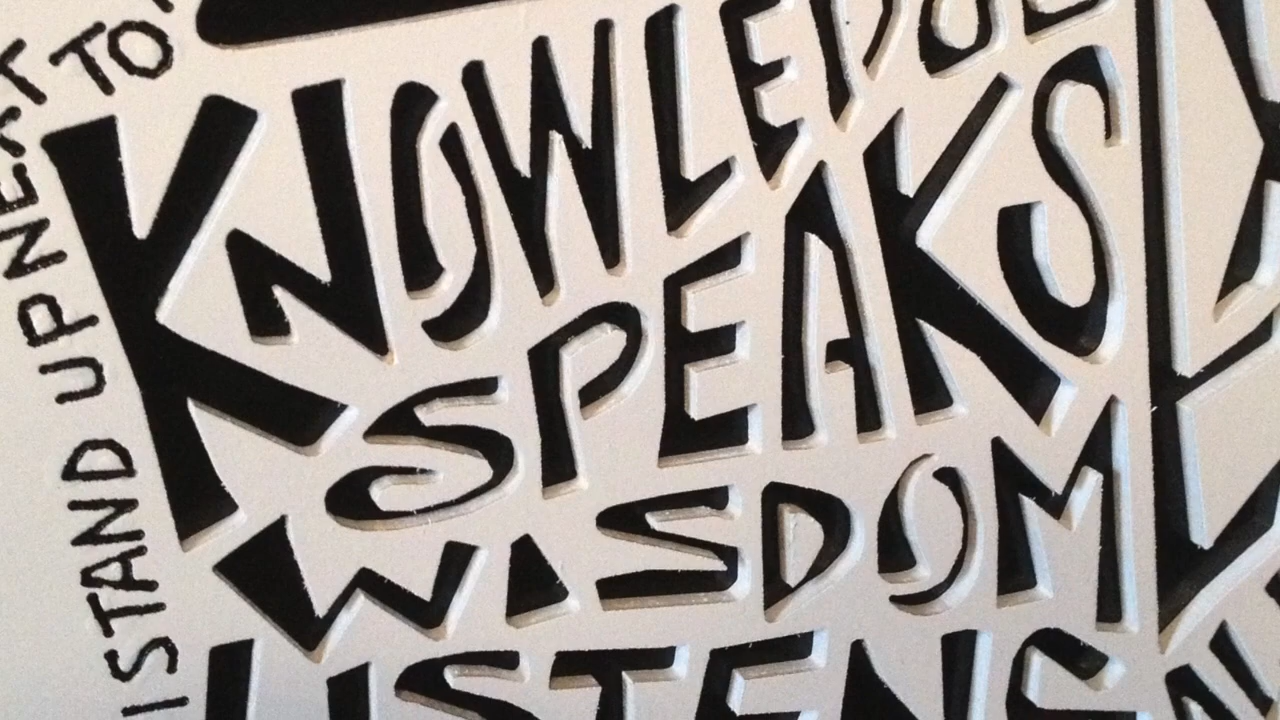 KNOWLEDGE
SPEAKS
WISDOM
LISTENS
I STAND UP NEXT
TO